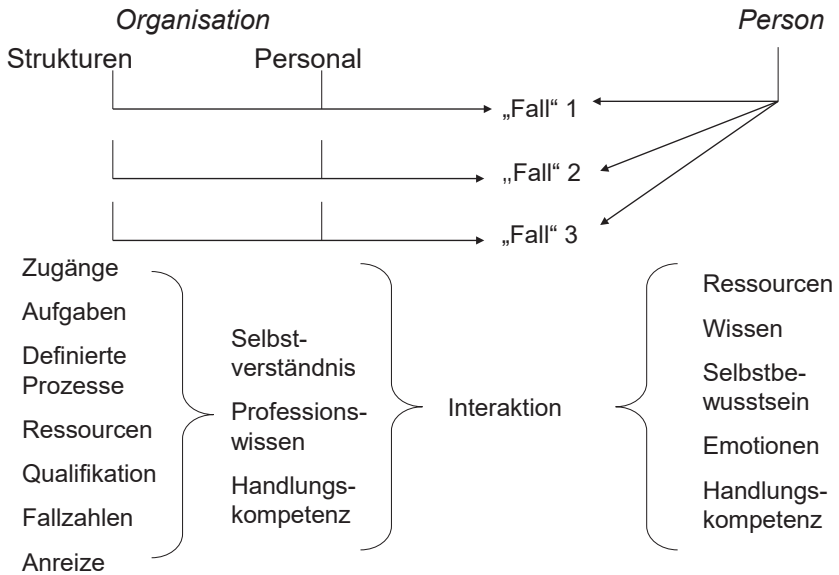 Organisation
Person
Strukturen
Personal
„Fall“ 1
„Fall“ 2
„Fall“ 3
Zugänge
Aufgaben
Definierte
Prozesse
Ressourcen
Qualifikation
Fallzahlen
Anreize
Selbst-
verständnis
Professions-
wissen
Handlungs-
kompetenz
Interaktion
Ressourcen
Wissen
Selbstbe-
wusstsein
Emotionen
Handlungs-
kompetenz